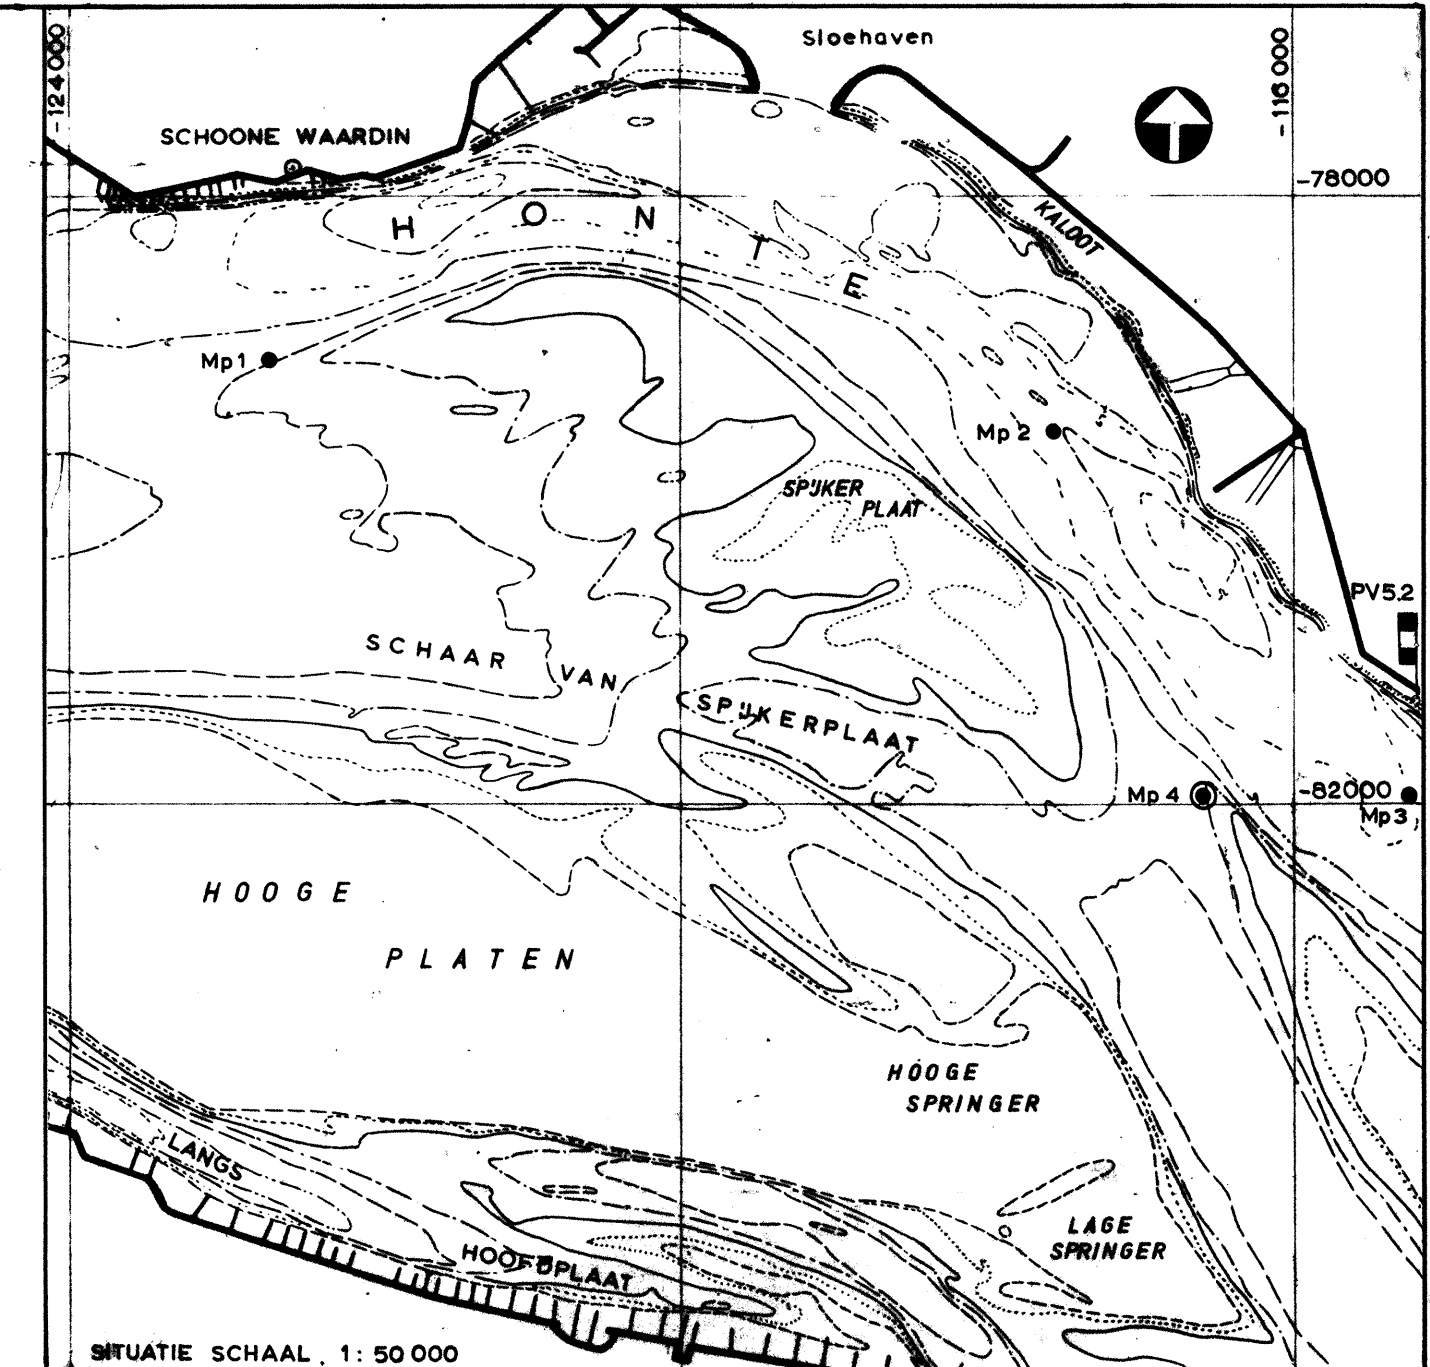 Sloehaven
-124000
-116000
SCHOONE WAARDIN
-78000
KALOOT
H O N T E
Mp1
Mp 2
SPIJKER
PLAAT
PV5.2
SCHAAR VAN
SPIJKERPLAAT
Mp 4
-82000
Mp3
HOOGE
PLATEN
HOOGE
SPRINGER
LANGS
LAGE
SPRINGER
HOOFDPLAAT
SITUATIE SCHAAL 1:50 000